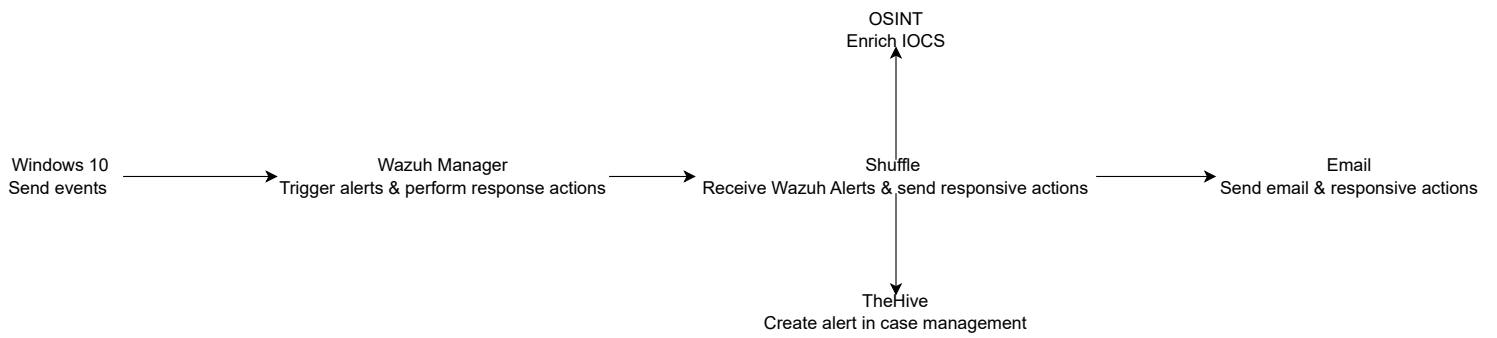 OSINT
Enrich IOCS
Windows 10
Send events
Wazuh Manager
Trigger alerts & perform response actions
Shuffle
Receive Wazuh Alerts & send responsive actions
Email
Send email & responsive actions
TheHive
Create alert in case management